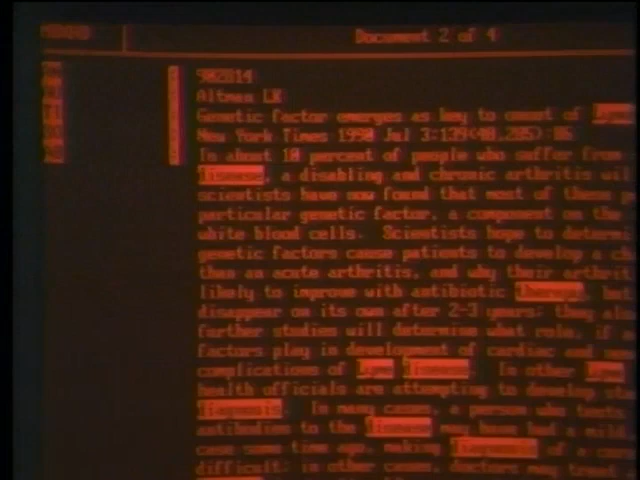 Document 2 of 4
902814
Altman LK
Genetic factor emerges as key to onset of Lyme
New York Times 1990 Jul 3;139(48,285):B6
In about 10 percent of people who suffer from
disease, a disabling and chronic arthritis wil
scientists have now found that most of them p
particular genetic factor, a component on the
white blood cells. Scientists hope to determi
genetic factors cause patients to develop a ch
than an acute arthritis, and why their arthrit
likely to improve with antibiotic therapy, but
disappear on its own after 2-3 years; they als
further studies will determine what role, if a
factors play in development of cardiac and
complications of Lyme disease. In other Lyme
health officials are attempting to develop sta
diagnosis. In many cases, a person who tests
antibodies to the disease may have had a mild
case some time ago, making diagnosis of a
difficult; in other cases, doctors may treat